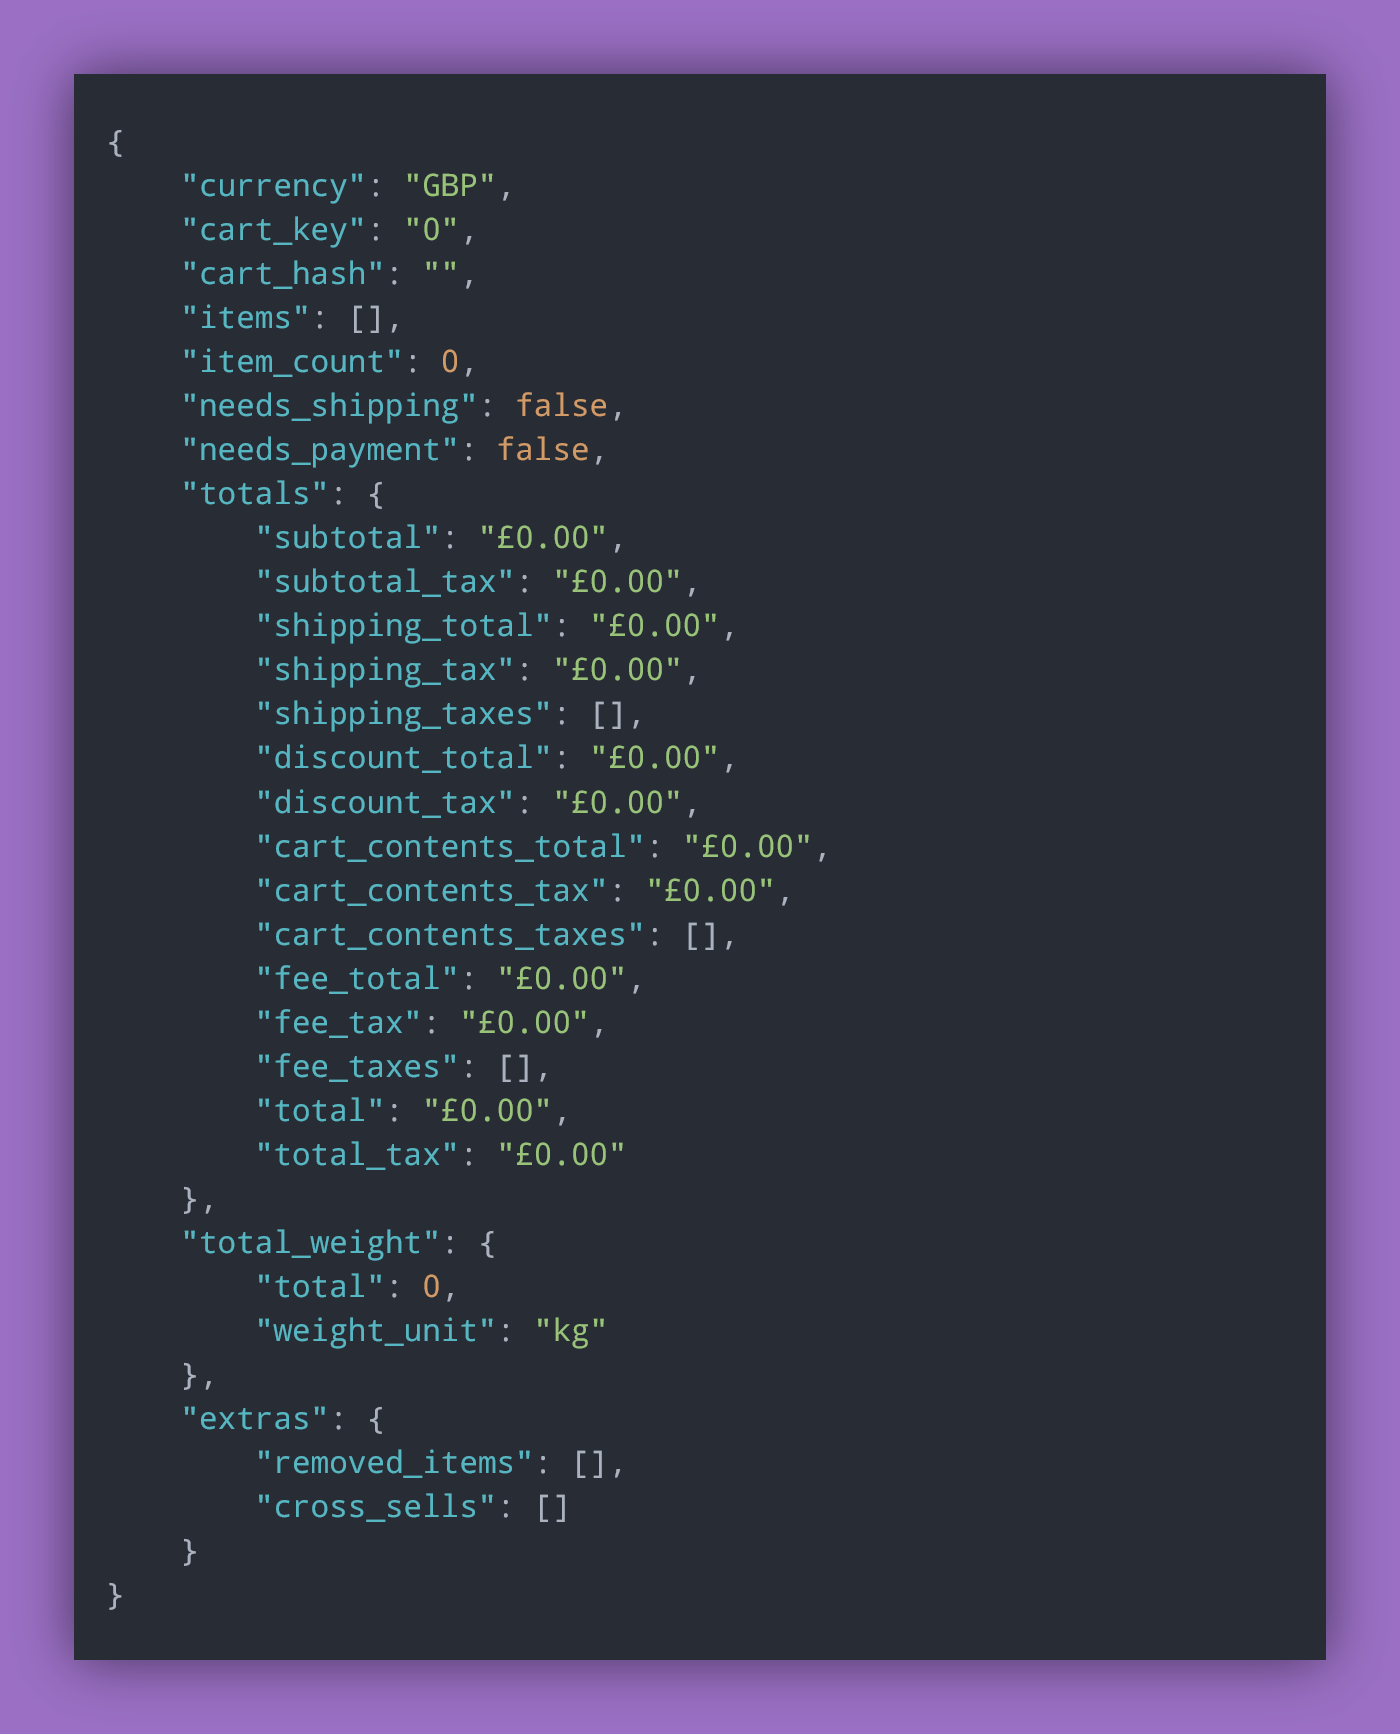 {
    "currency": "GBP",
    "cart_key": "0",
    "cart_hash": "",
    "items": [],
    "item_count": 0,
    "needs_shipping": false,
    "needs_payment": false,
    "totals": {
        "subtotal": "£0.00",
        "subtotal_tax": "£0.00",
        "shipping_total": "£0.00",
        "shipping_tax": "£0.00",
        "shipping_taxes": [],
        "discount_total": "£0.00",
        "discount_tax": "£0.00",
        "cart_contents_total": "£0.00",
        "cart_contents_tax": "£0.00",
        "cart_contents_taxes": [],
        "fee_total": "£0.00",
        "fee_tax": "£0.00",
        "fee_taxes": [],
        "total": "£0.00",
        "total_tax": "£0.00"
    },
    "total_weight": {
        "total": 0,
        "weight_unit": "kg"
    },
    "extras": {
        "removed_items": [],
        "cross_sells": []
    }
}